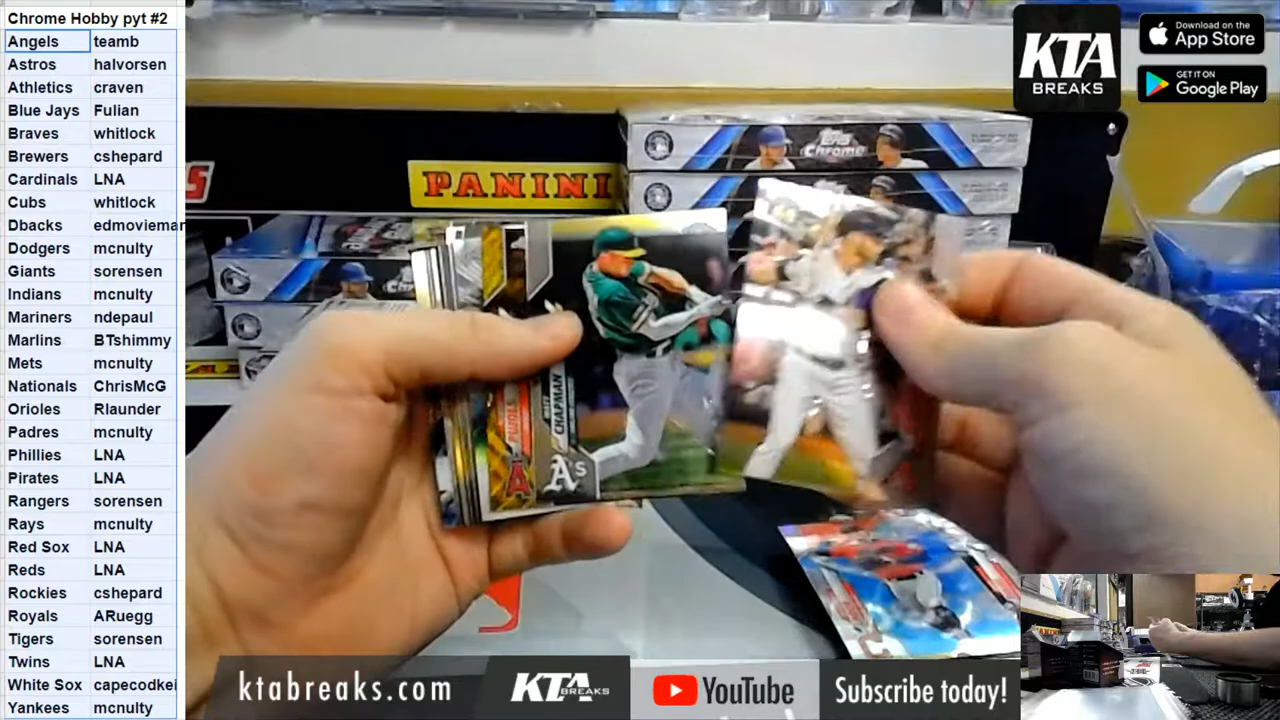 Chrome Hobby pyt #2
Angels teamb
Astros halvorsen
Athletics craven
Blue Jays Fulian
Braves whitlock
Brewers cshepard
Cardinals LNA
Cubs whitlock
Dbacks edmoviemar
Dodgers mcnulty
Giants sorensen
Indians mcnulty
Mariners ndepaul
Marlins BTshimmy
Mets mcnulty
Nationals ChrisMcG
Orioles Rlaunder
Padres mcnulty
Phillies LNA
Pirates LNA
Rangers sorensen
Rays mcnulty
Red Sox LNA
Reds LNA
Rockies cshepard
Royals ARuegg
Tigers sorensen
Twins LNA
White Sox capecodkei
Yankees mcnulty
KTA
BREAKS
Download on the
App Store
GET IT ON
Google Play
Topps
Chrome
PANINI
MATT
CHAPMAN
A's
A
ktabreaks.com
KTA
BREAKS
YouTube
Subscribe today!